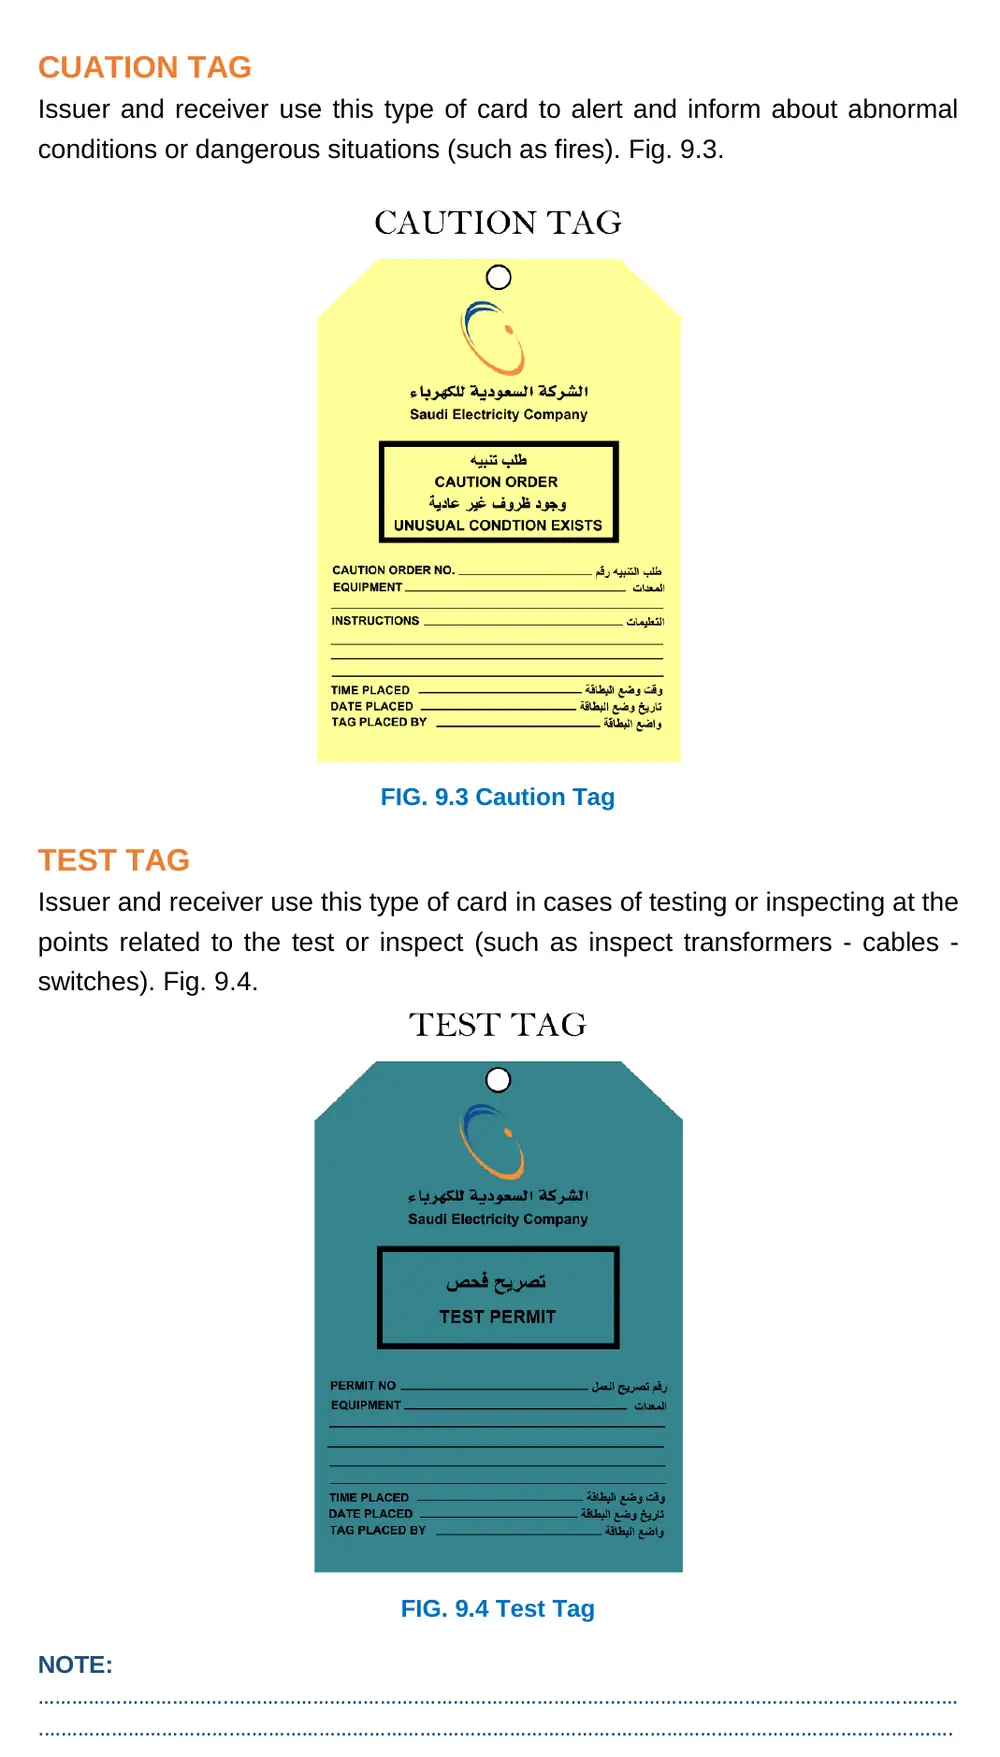 CUATION TAG
Issuer and receiver use this type of card to alert and inform about abnormal
conditions or dangerous situations (such as fires). Fig. 9.3.
CAUTION TAG
الشركة السعودية للكهرباء
Saudi Electricity Company
طلب تنبيه
CAUTION ORDER
وجود ظروف غير عادية
UNUSUAL CONDTION EXISTS
CAUTION ORDER NO. طلب التنبيه رقم
EQUIPMENT المعدات
INSTRUCTIONS التعليمات
TIME PLACED وقت وضع البطاقة
DATE PLACED تاريخ وضع البطاقة
TAG PLACED BY واضع البطاقة
FIG. 9.3 Caution Tag
TEST TAG
Issuer and receiver use this type of card in cases of testing or inspecting at the
points related to the test or inspect (such as inspect transformers - cables -
switches). Fig. 9.4.
TEST TAG
الشركة السعودية للكهرباء
Saudi Electricity Company
تصريح فحص
TEST PERMIT
PERMIT NO رقم تصريح العمل
EQUIPMENT المعدات
TIME PLACED وقت وضع البطاقة
DATE PLACED تاريخ وضع البطاقة
TAG PLACED BY واضع البطاقة
FIG. 9.4 Test Tag
NOTE: